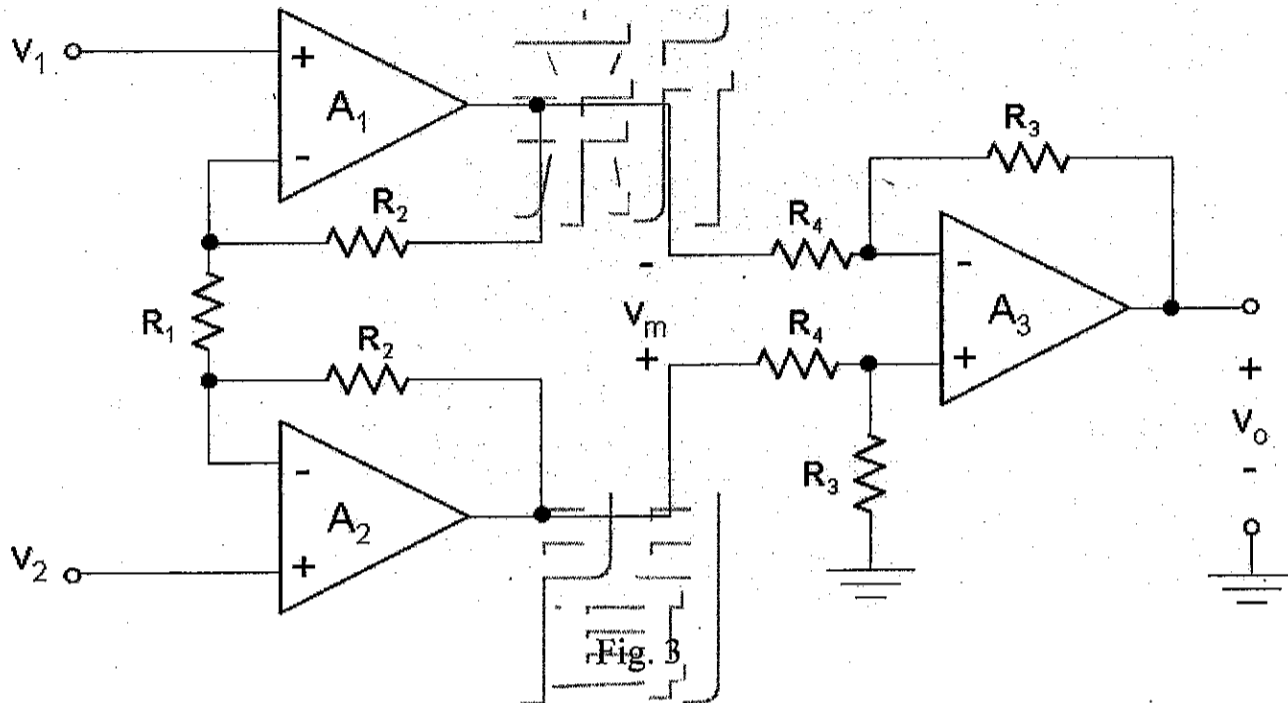 V1
+
A1
-
R2
R1
R2
-
A2
+
V2
-
Vm
+
R4
R4
R3
-
A3
+
R3
+
Vo
-
Fig. 3